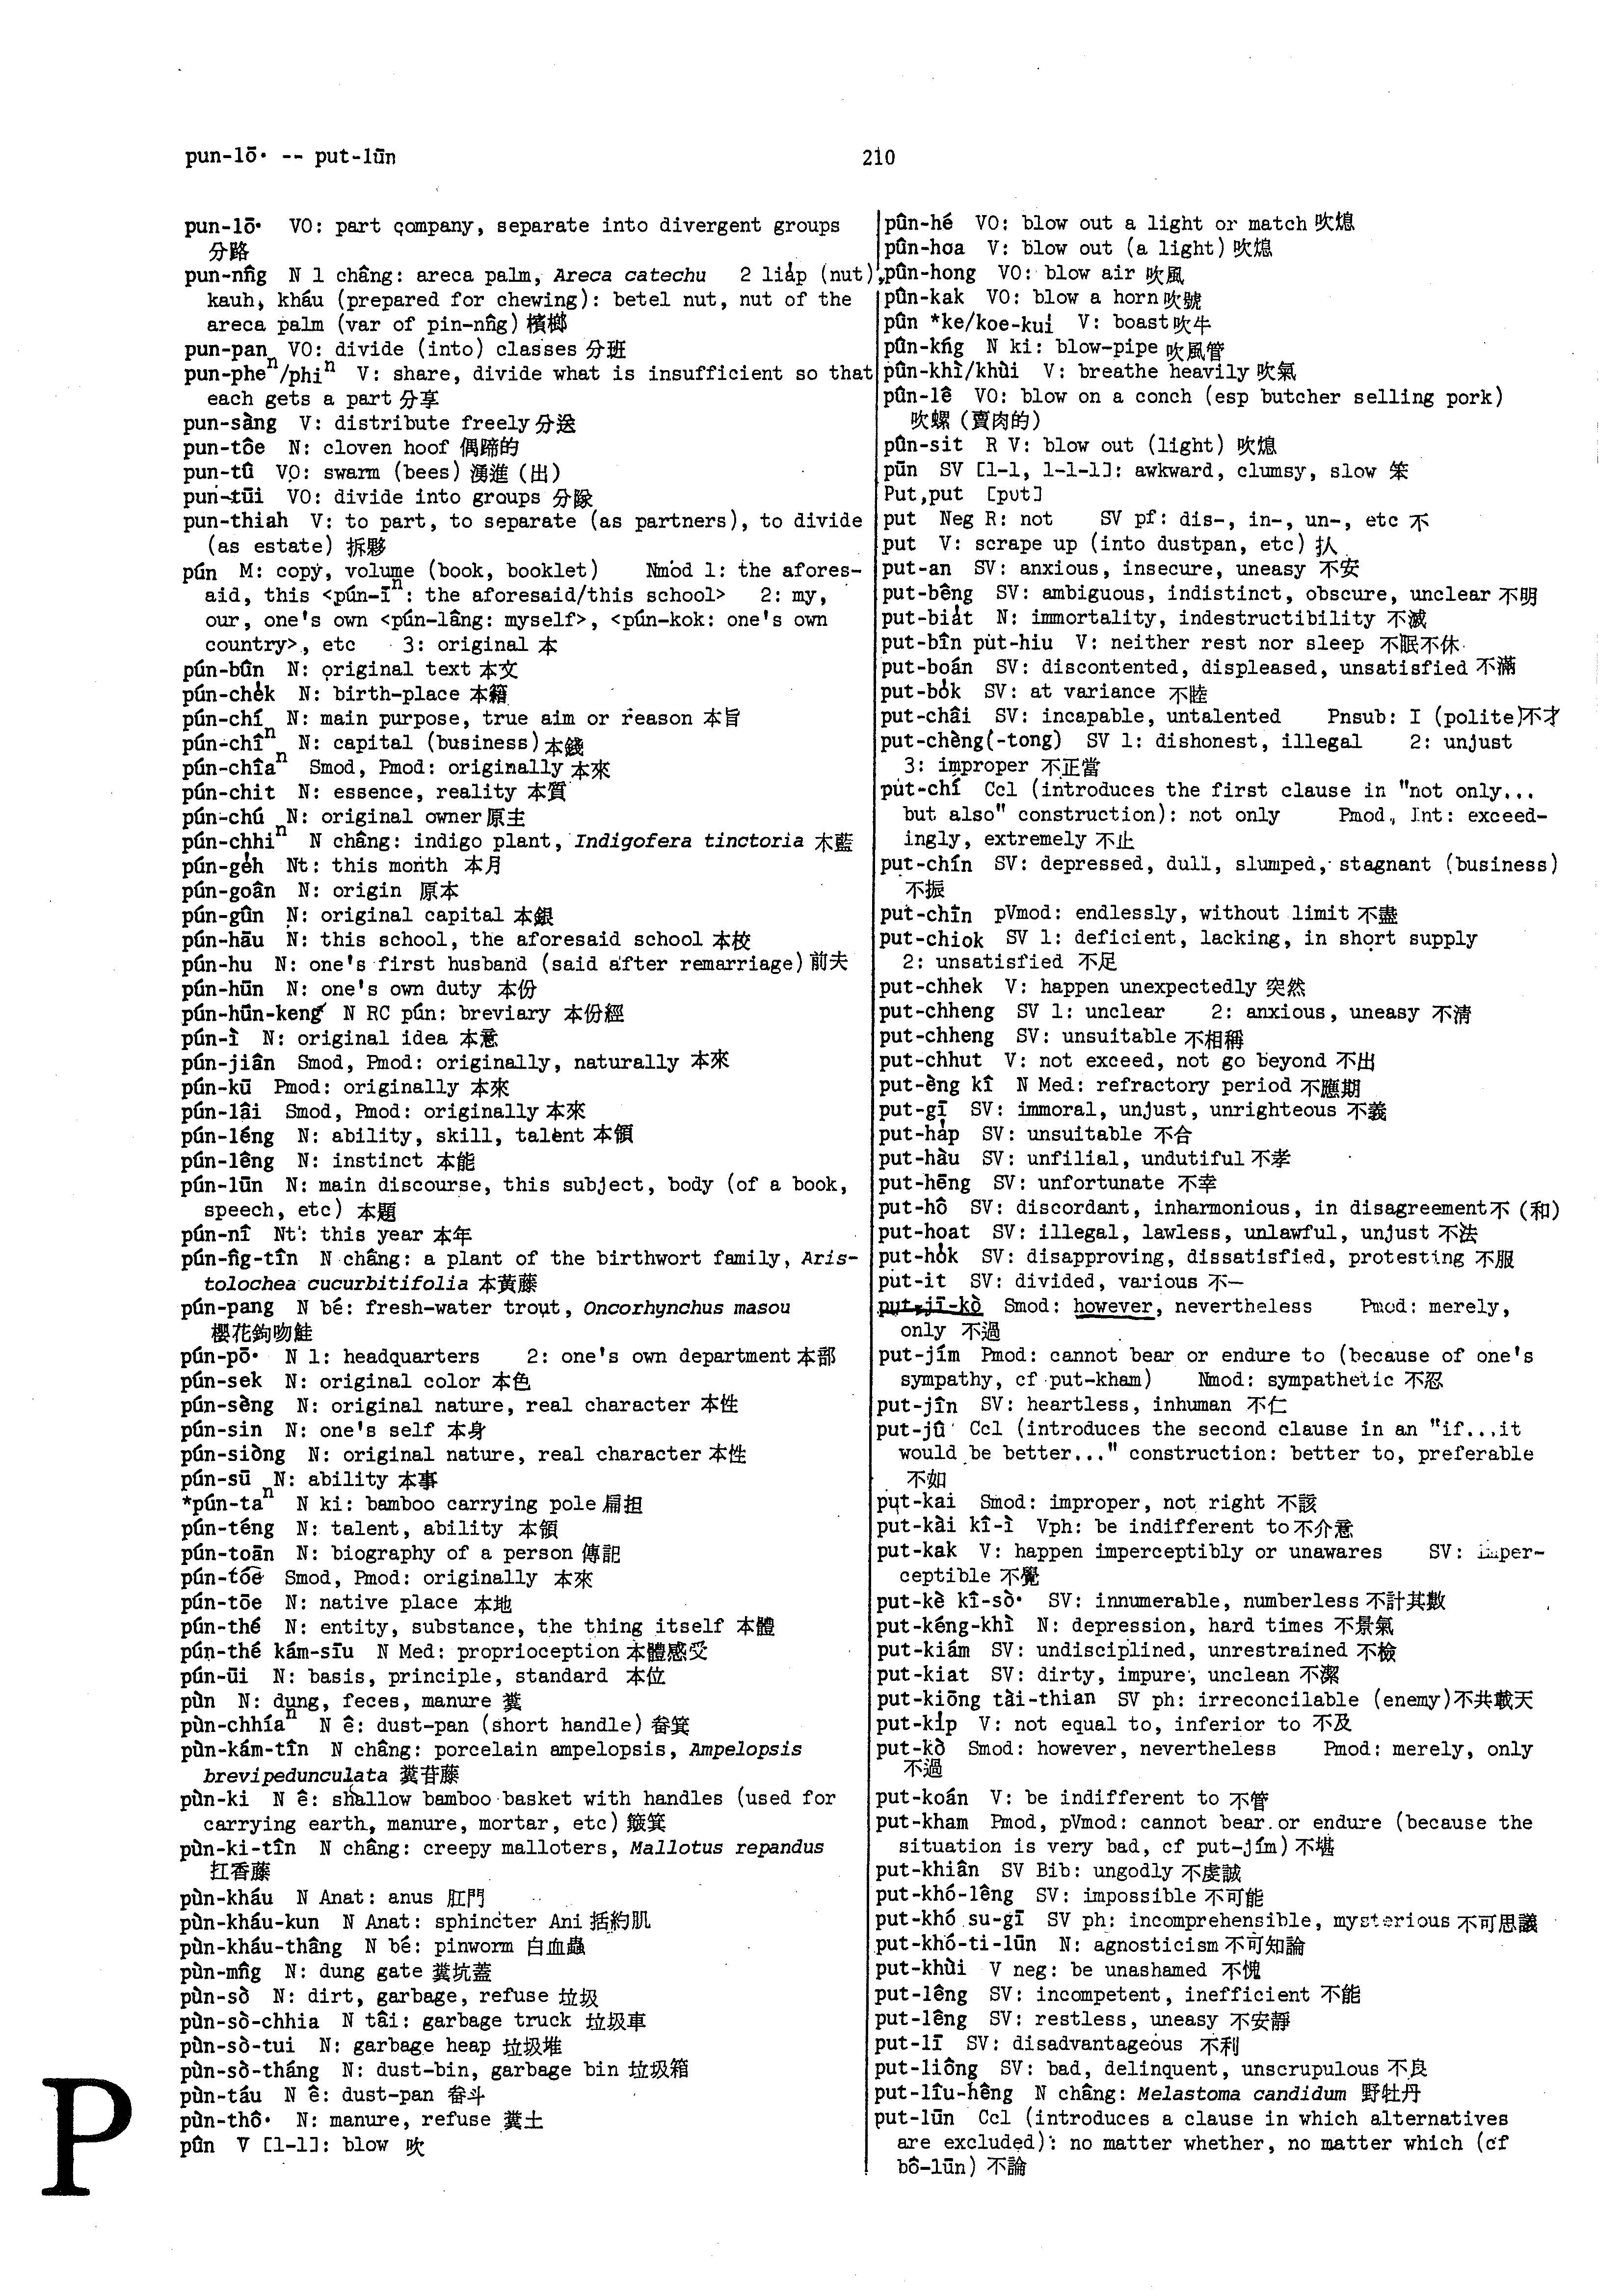 pun-lō· -- put-lūn
210
pun-lō· VO: part company, separate into divergent groups
分路
pun-nn̂g N 1 châng: areca palm, Areca catechu 2 lia̍p (nut),
kauh, kháu (prepared for chewing): betel nut, nut of the
areca palm (var of pin-nn̂g) 檳榔
pun-pan VO: divide (into) classes 分班
pun-pheⁿ/phiⁿ V: share, divide what is insufficient so that
each gets a part 分享
pun-sàng V: distribute freely 分送
pun-tôe N: cloven hoof 偶蹄的
pun-tû VO: swarm (bees) 湧進 (出)
pun-tūi VO: divide into groups 分隊
pun-thiah V: to part, to separate (as partners), to divide
(as estate) 拆夥
pún M: copy, volume (book, booklet) Nmod 1: the afores-
aid, this <pún-īⁿ: the aforesaid/this school> 2: my,
our, one's own <pún-lâng: myself>, <pún-kok: one's own
country>, etc 3: original 本
pún-bûn N: original text 本文
pún-che̍k N: birth-place 本籍
pún-chí N: main purpose, true aim or reason 本旨
pún-chîⁿ N: capital (business) 本錢
pún-chîaⁿ Smod, Pmod: originally 本來
pún-chit N: essence, reality 本質
pún-chú N: original owner 原主
pún-chhiⁿ N châng: indigo plant, Indigofera tinctoria 木藍
pún-ge̍h Nt: this month 本月
pún-goân N: origin 原本
pún-gûn N: original capital 本銀
pún-hāu N: this school, the aforesaid school 本校
pún-hu N: one's first husband (said after remarriage) 前夫
pún-hūn N: one's own duty 本份
pún-hūn-keng N RC pún: breviary 本份經
pún-ì N: original idea 本意
pún-jiân Smod, Pmod: originally, naturally 本來
pún-kū Pmod: originally 本來
pún-lâi Smod, Pmod: originally 本來
pún-léng N: ability, skill, talent 本領
pún-lêng N: instinct 本能
pún-lūn N: main discourse, this subject, body (of a book,
speech, etc) 本題
pún-nî Nt: this year 本年
pún-n̂g-tîn N châng: a plant of the birthwort family, Aris-
tolochea cucurbitifolia 本黃藤
pún-pang N bé: fresh-water trout, Oncorhynchus masou
櫻花鉤吻鮭
pún-pō· N 1: headquarters 2: one's own department 本部
pún-sek N: original color 本色
pún-sèng N: original nature, real character 本性
pún-sin N: one's self 本身
pún-siòng N: original nature, real character 本性
pún-sū N: ability 本事
*pún-taⁿ N ki: bamboo carrying pole 扁担
pún-téng N: talent, ability 本領
pún-toān N: biography of a person 傳記
pún-tóe Smod, Pmod: originally 本來
pún-tōe N: native place 本地
pún-thé N: entity, substance, the thing itself 本體
pún-thé kám-sīu N Med: proprioception 本體感受
pún-ūi N: basis, principle, standard 本位
pùn N: dung, feces, manure 糞
pùn-chhíaⁿ N ê: dust-pan (short handle) 畚箕
pùn-kám-tîn N châng: porcelain ampelopsis, Ampelopsis
brevipedunculata 糞苷藤
pùn-ki N ê: shallow bamboo basket with handles (used for
carrying earth, manure, mortar, etc) 簸箕
pùn-ki-tîn N châng: creepy malloters, Mallotus repandus
扛香藤
pùn-kháu N Anat: anus 肛門
pùn-kháu-kun N Anat: sphincter Ani 括約肌
pùn-kháu-thâng N bé: pinworm 白血蟲
pùn-mn̂g N: dung gate 糞坑蓋
pùn-sò N: dirt, garbage, refuse 垃圾
pùn-sò-chhia N tâi: garbage truck 垃圾車
pùn-sò-tui N: garbage heap 垃圾堆
pùn-sò-tháng N: dust-bin, garbage bin 垃圾箱
pùn-táu N ê: dust-pan 畚斗
pùn-thô· N: manure, refuse 糞土
pûn V [1-1]: blow 吹
P
pûn-hé VO: blow out a light or match 吹熄
pûn-hoa V: blow out (a light) 吹熄
pûn-hong VO: blow air 吹風
pûn-kak VO: blow a horn 吹號
pûn *ke/koe-kui V: boast 吹牛
pûn-kńg N ki: blow-pipe 吹風管
pûn-khì/khùi V: breathe heavily 吹氣
pûn-lê VO: blow on a conch (esp butcher selling pork)
吹螺 (賣肉的)
pûn-sit R V: blow out (light) 吹熄
pūn SV [1-1, 1-1-1]: awkward, clumsy, slow 笨
Put,put [put]
put Neg R: not SV pf: dis-, in-, un-, etc 不
put V: scrape up (into dustpan, etc) 扒
put-an SV: anxious, insecure, uneasy 不安
put-bêng SV: ambiguous, indistinct, obscure, unclear 不明
put-bia̍t N: immortality, indestructibility 不滅
put-bîn put-hiu V: neither rest nor sleep 不眠不休
put-boán SV: discontented, displeased, unsatisfied 不滿
put-bo̍k SV: at variance 不睦
put-châi SV: incapable, untalented Pnsub: I (polite) 不才
put-chèng(-tong) SV 1: dishonest, illegal 2: unjust
3: improper 不正當
put-chí Ccl (introduces the first clause in "not only...
but also" construction): not only Pmod, Int: exceed-
ingly, extremely 不止
put-chín SV: depressed, dull, slumped, stagnant (business)
不振
put-chīn pVmod: endlessly, without limit 不盡
put-chiok SV 1: deficient, lacking, in short supply
2: unsatisfied 不足
put-chhek V: happen unexpectedly 突然
put-chheng SV 1: unclear 2: anxious, uneasy 不清
put-chheng SV: unsuitable 不相稱
put-chhut V: not exceed, not go beyond 不出
put-èng kî N Med: refractory period 不應期
put-gī SV: immoral, unjust, unrighteous 不義
put-ha̍p SV: unsuitable 不合
put-hàu SV: unfilial, undutiful 不孝
put-hēng SV: unfortunate 不幸
put-hô SV: discordant, inharmonious, in disagreement 不 (和)
put-hoat SV: illegal, lawless, unlawful, unjust 不法
put-ho̍k SV: disapproving, dissatisfied, protesting 不服
put-it SV: divided, various 不一
put-jī-kò Smod: however, nevertheless Pmod: merely,
only 不過
put-jím Pmod: cannot bear or endure to (because of one's
sympathy, cf put-kham) Nmod: sympathetic 不忍
put-jîn SV: heartless, inhuman 不仁
put-jû Ccl (introduces the second clause in an "if...it
would be better..." construction: better to, preferable
不如
put-kai Smod: improper, not right 不該
put-kài kî-ì Vph: be indifferent to 不介意
put-kak V: happen imperceptibly or unawares SV: imper-
ceptible 不覺
put-kè kî-sò· SV: innumerable, numberless 不計其數
put-kéng-khì N: depression, hard times 不景氣
put-kiám SV: undisciplined, unrestrained 不檢
put-kiat SV: dirty, impure, unclean 不潔
put-kiōng tài-thian SV ph: irreconcilable (enemy) 不共戴天
put-ki̍p V: not equal to, inferior to 不及
put-kò Smod: however, nevertheless Pmod: merely, only
不過
put-koán V: be indifferent to 不管
put-kham Pmod, pVmod: cannot bear or endure (because the
situation is very bad, cf put-jím) 不堪
put-khiân SV Bib: ungodly 不虔誠
put-khó-lêng SV: impossible 不可能
put-khó su-gī SV ph: incomprehensible, mysterious 不可思議
put-khó-ti-lūn N: agnosticism 不可知論
put-khùi V neg: be unashamed 不愧
put-lêng SV: incompetent, inefficient 不能
put-lêng SV: restless, uneasy 不安靜
put-lī SV: disadvantageous 不利
put-liông SV: bad, delinquent, unscrupulous 不良
put-lîu-hêng N châng: Melastoma candidum 野牡丹
put-lūn Ccl (introduces a clause in which alternatives
are excluded): no matter whether, no matter which (cf
bô-lūn) 不論